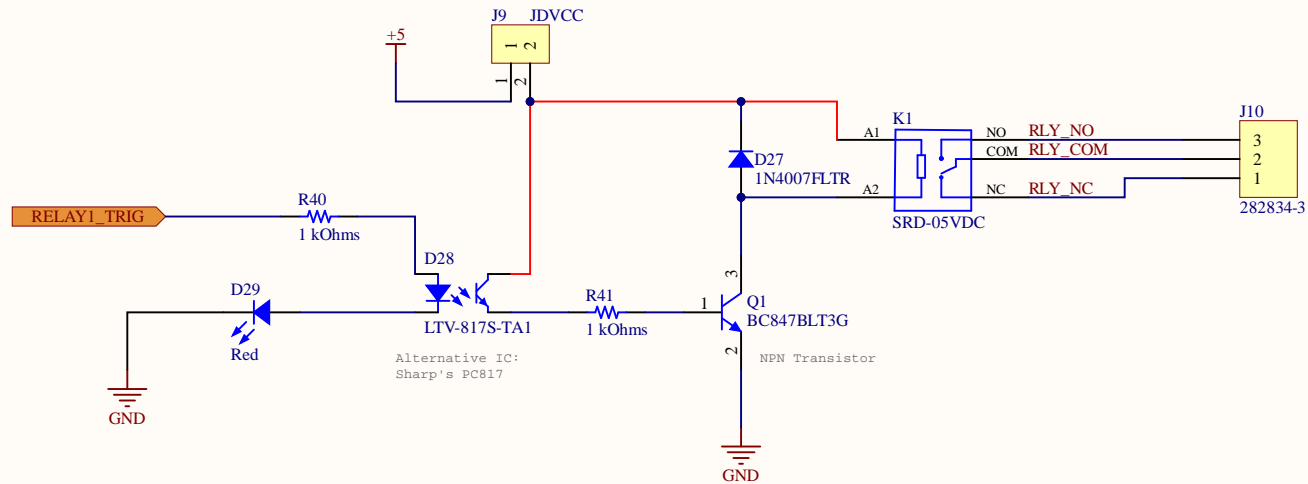 J9
JDVCC
+5
1
2
1
2
K1
J10
A1
NO
RLY_NO
3
COM
RLY_COM
2
D27
1N4007FLTR
1
A2
NC
RLY_NC
282834-3
SRD-05VDC
R40
RELAY1_TRIG
1 kOhms
D28
3
D29
R41
1
Q1
BC847BLT3G
LTV-817S-TA1
1 kOhms
Red
2
Alternative IC:
Sharp's PC817
NPN Transistor
GND
GND